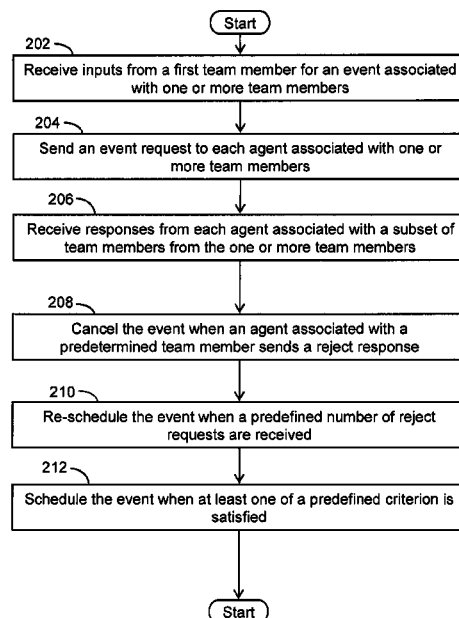 Start
202
Receive inputs from a first team member for an event associated
with one or more team members
204
Send an event request to each agent associated with one or
more team members
206
Receive responses from each agent associated with a subset of
team members from the one or more team members
208
Cancel the event when an agent associated with a
predetermined team member sends a reject response
210
Re-schedule the event when a predefined number of reject
requests are received
212
Schedule the event when at least one of a predefined criterion is
satisfied
Start